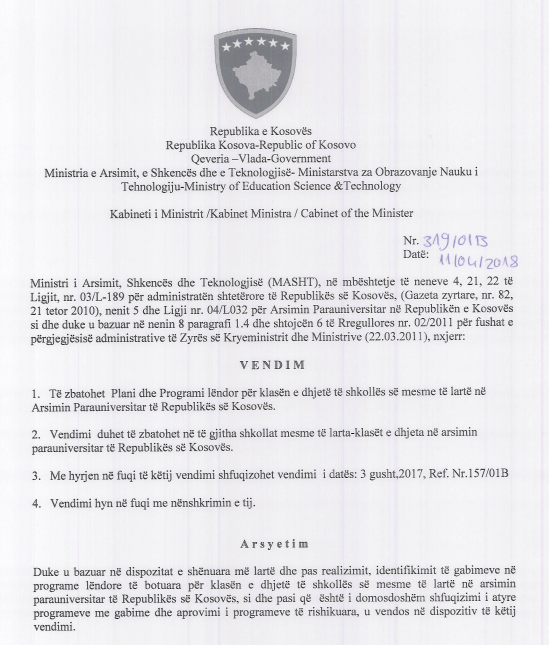 Republika e Kosovës
Republika Kosova-Republic of Kosovo
Qeveria –Vlada-Government
Ministria e Arsimit, e Shkencës dhe e Teknologjisë- Ministarstva za Obrazovanje Nauku i
Tehnologiju-Ministry of Education Science &Technology
Kabineti i Ministrit /Kabinet Ministra / Cabinet of the Minister
Nr. 319/01B
Datë: 11/04/2018
Ministri i Arsimit, Shkencës dhe Teknologjisë (MASHT), në mbështetje të neneve 4, 21, 22 të
Ligjit, nr. 03/L-189 për administratën shtetërore të Republikës së Kosovës, (Gazeta zyrtare, nr. 82,
21 tetor 2010), nenit 5 dhe Ligji nr. 04/L032 për Arsimin Parauniversitar në Republikën e Kosovës
si dhe duke u bazuar në nenin 8 paragrafi 1.4 dhe shtojcën 6 të Rregullores nr. 02/2011 për fushat e
përgjegjësisë administrative të Zyrës së Kryeministrit dhe Ministrive (22.03.2011), nxjerr:
V E N D I M
1. Të zbatohet Plani dhe Programi lëndor për klasën e dhjetë të shkollës së mesme të lartë në
Arsimin Parauniversitar të Republikës së Kosovës.
2. Vendimi duhet të zbatohet në të gjitha shkollat mesme të larta-klasët e dhjeta në arsimin
parauniversitar të Republikës së Kosovës.
3. Me hyrjen në fuqi të këtij vendimi shfuqizohet vendimi i datës: 3 gusht,2017, Ref. Nr.157/01B
4. Vendimi hyn në fuqi me nënshkrimin e tij.
A r s y e t i m
Duke u bazuar në dispozitat e shënuara më lartë dhe pas realizimit, identifikimit të gabimeve në
programe lëndore të botuara për klasën e dhjetë të shkollës së mesme të lartë në arsimin
parauniversitar të Republikës së Kosovës, si dhe pasi që është i domosdoshëm shfuqizimi i atyre
programeve me gabime dhe aprovimi i programeve të rishikuara, u vendos në dispozitiv të këtij
vendimi.